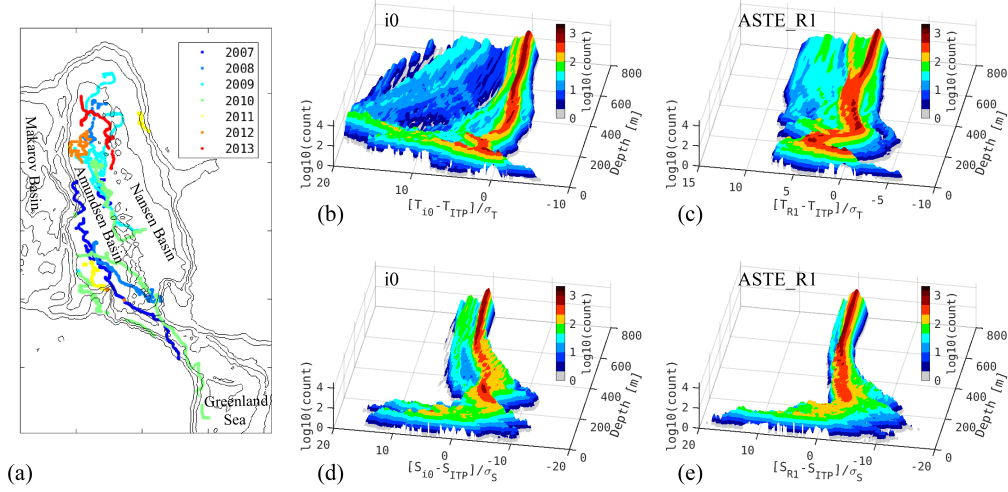 (a)
2007
2008
2009
2010
2011
2012
2013
Makarov Basin
Amundsen Basin
Nansen Basin
Greenland
Sea
(b)
i0
log10(count)
4
2
0
20
10
0
-10
[T_i0-T_ITP]/σ_T
0
200
400
600
800
Depth [m]
3
2
1
0
log10(count)
(c)
ASTE_R1
log10(count)
4
2
0
15
10
5
0
-5
[T_R1-T_ITP]/σ_T
0
200
400
600
800
Depth [m]
3
2
1
0
log10(count)
(d)
i0
log10(count)
4
2
0
20
10
0
-10
-20
[S_i0-S_ITP]/σ_S
0
200
400
600
800
Depth [m]
3
2
1
0
log10(count)
(e)
ASTE_R1
log10(count)
4
2
0
20
10
0
-10
-20
[S_R1-S_ITP]/σ_S
0
200
400
600
800
Depth [m]
3
2
1
0
log10(count)